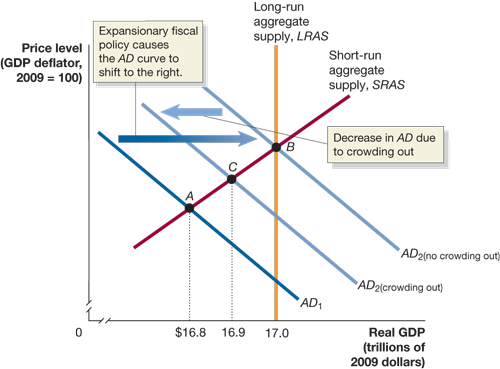 Long-run
aggregate
supply, LRAS
Price level
(GDP deflator,
2009 = 100)
Expansionary fiscal
policy causes
the AD curve to
shift to the right.
Short-run
aggregate
supply, SRAS
Decrease in AD due
to crowding out
B
C
A
AD2(no crowding out)
AD2(crowding out)
AD1
0
$16.8
16.9
17.0
Real GDP
(trillions of
2009 dollars)